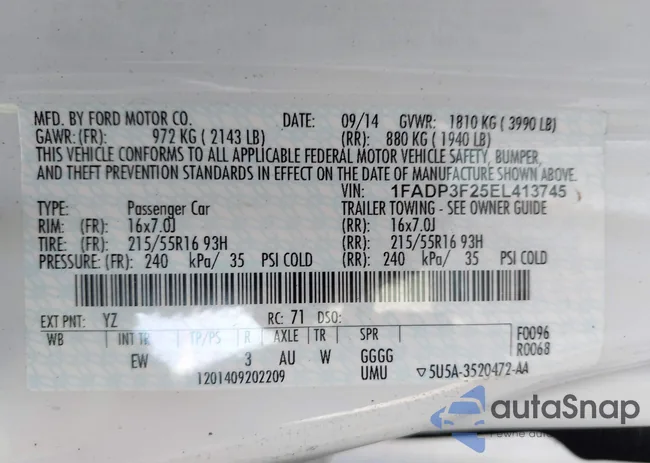 MFD. BY FORD MOTOR CO. DATE: 09/14 GVWR: 1810 KG ( 3990 LB)
GAWR: (FR): 972 KG ( 2143 LB) (RR): 880 KG ( 1940 LB)
THIS VEHICLE CONFORMS TO ALL APPLICABLE FEDERAL MOTOR VEHICLE SAFETY, BUMPER,
AND THEFT PREVENTION STANDARDS IN EFFECT ON THE DATE OF MANUFACTURE SHOWN ABOVE.
VIN: 1FADP3F25EL413745
TYPE: Passenger Car TRAILER TOWING - SEE OWNER GUIDE
RIM: (FR): 16x7.0J (RR): 16x7.0J
TIRE: (FR): 215/55R16 93H (RR): 215/55R16 93H
PRESSURE: (FR): 240 kPa/ 35 PSI COLD (RR): 240 kPa/ 35 PSI COLD
EXT PNT: YZ RC: 71 DSO:
WB INT TR TP/PS R AXLE TR SPR F0096
EW 3 AU W GGGG R0068
1201409202209 UMU ▽5U5A-3520472-AA
autaSnap
Pewne auto